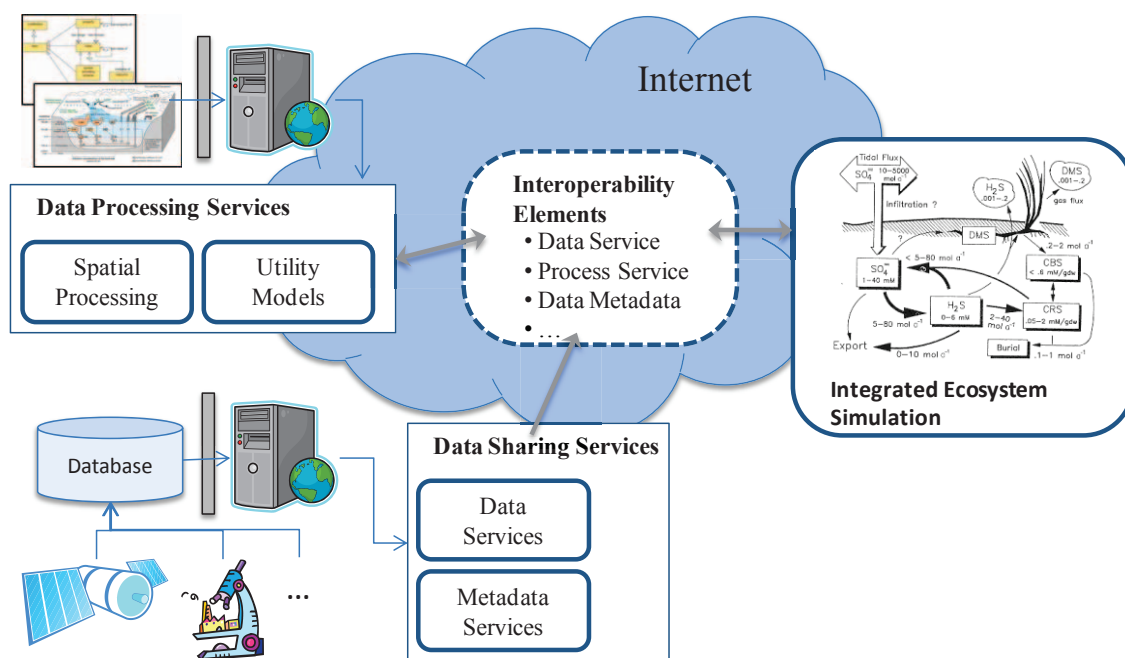 Internet
Data Processing Services
Spatial
Processing
Utility
Models
Interoperability
Elements
• Data Service
• Process Service
• Data Metadata
• ...
Tidal Flux
SO₄⁼ 10-5000
mol d⁻¹
Infiltration ?
H₂S
.001-.2
DMS
.001-.2
gas flux
?
DMS
.2-2 mol d⁻¹
SO₄⁼
1-40 mM
< 5-80 mol d⁻¹
CBS
< .6 mM/gdw
H₂S
0-6 mM
2-40
mol d⁻¹
CRS
.05-2 mM/gdw
5-80 mol d⁻¹
Export
0-10 mol d⁻¹
Burial
.1-1 mol d⁻¹
Integrated Ecosystem
Simulation
Database
...
Data Sharing Services
Data
Services
Metadata
Services